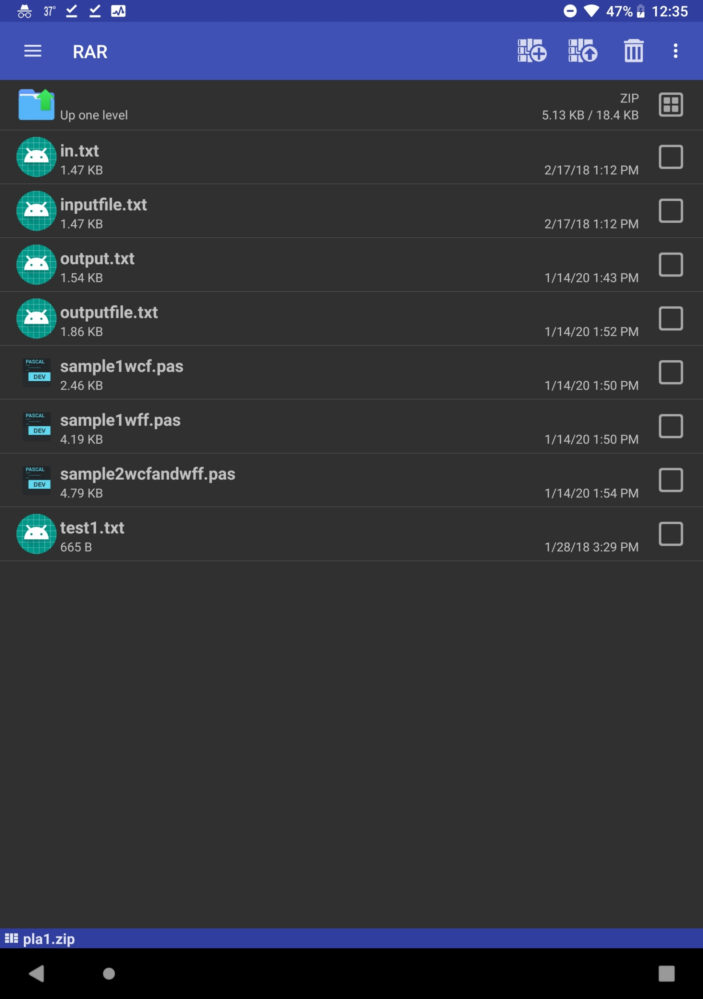 37°
47%
12:35
RAR
ZIP
Up one level
5.13 KB / 18.4 KB
in.txt
1.47 KB
2/17/18 1:12 PM
inputfile.txt
1.47 KB
2/17/18 1:12 PM
output.txt
1.54 KB
1/14/20 1:43 PM
outputfile.txt
1.86 KB
1/14/20 1:52 PM
PASCAL
DEV
sample1wcf.pas
2.46 KB
1/14/20 1:50 PM
PASCAL
DEV
sample1wff.pas
4.19 KB
1/14/20 1:50 PM
PASCAL
DEV
sample2wcfandwff.pas
4.79 KB
1/14/20 1:54 PM
test1.txt
665 B
1/28/18 3:29 PM
pla1.zip